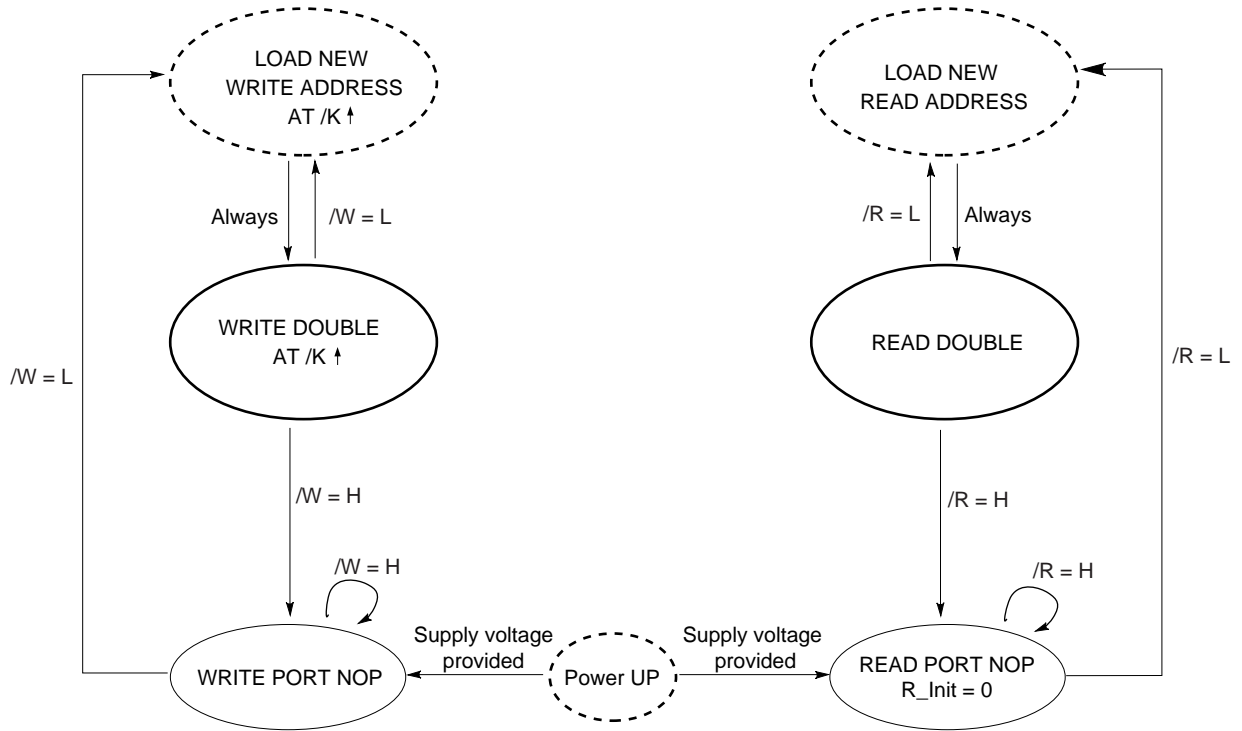 LOAD NEW
WRITE ADDRESS
AT /K
LOAD NEW
READ ADDRESS
Always
/W = L
/R = L
Always
WRITE DOUBLE
AT /K
READ DOUBLE
/W = L
/R = L
/W = H
/R = H
/W = H
/R = H
Supply voltage
provided
Supply voltage
provided
WRITE PORT NOP
Power UP
READ PORT NOP
R_Init = 0